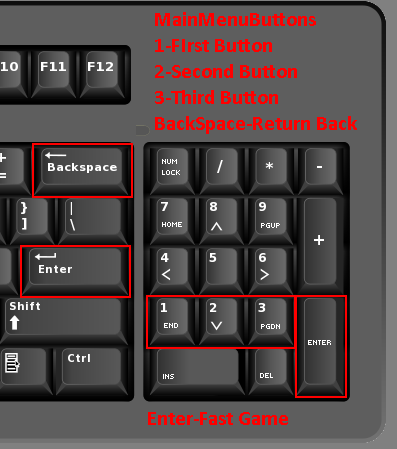 MainMenuButtons
1-FIrst Button
2-Second Button
3-Third Button
BackSpace-Return Back
10 F11 F12
+ =
Backspace
NUM LOCK / * -
} ]
| \
7 HOME 8 9 PGUP +
Enter
4 < 5 6 >
Shift
1 END 2 3 PGDN ENTER
Ctrl
INS DEL
Enter-Fast Game